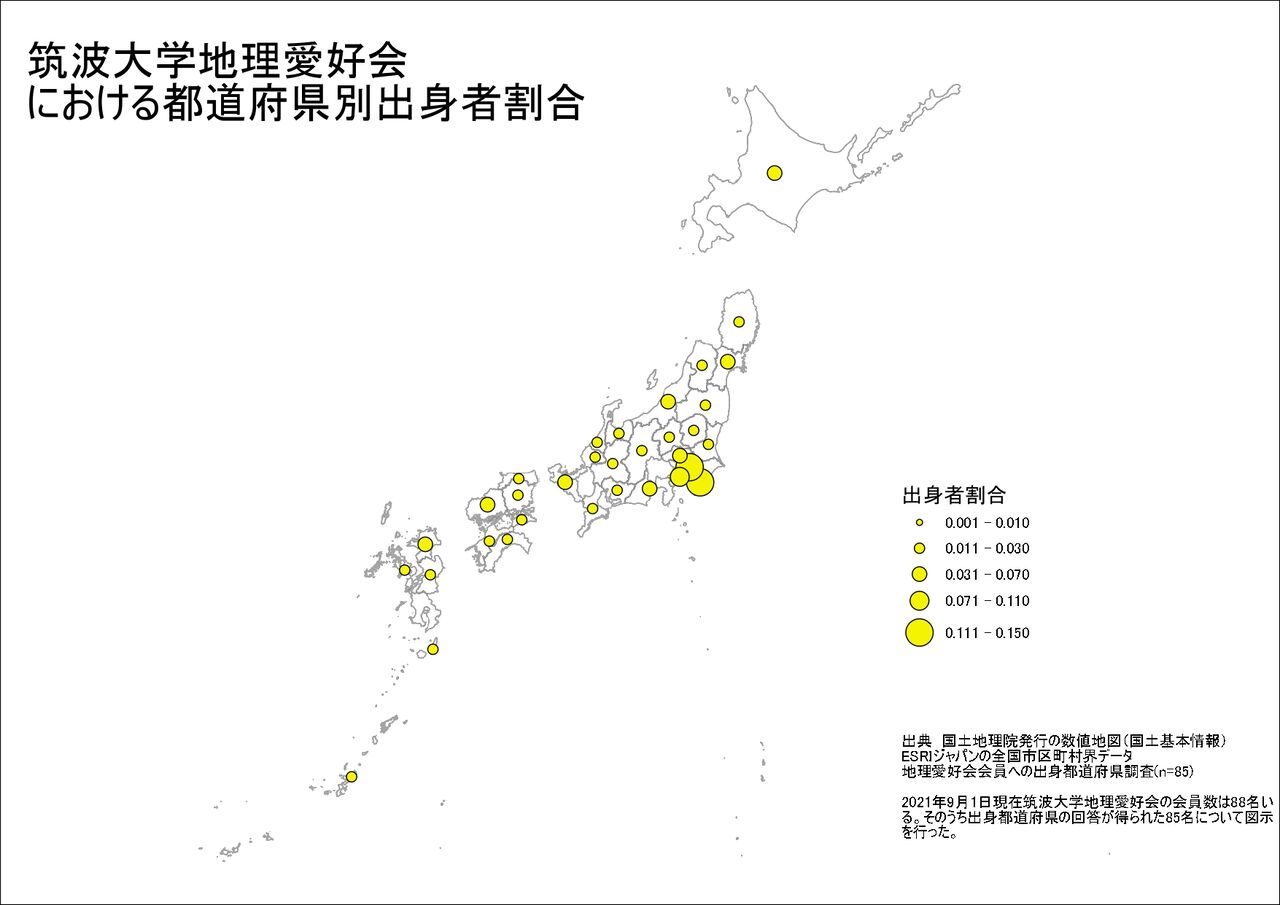 筑波大学地理愛好会
における都道府県別出身者割合
出身者割合
0.001 - 0.010
0.011 - 0.030
0.031 - 0.070
0.071 - 0.110
0.111 - 0.150
出典　国土地理院発行の数値地図（国土基本情報）
ESRIジャパンの全国市区町村界データ
地理愛好会会員への出身都道府県調査(n=85)
2021年9月1日現在筑波大学地理愛好会の会員数は88名い
る。そのうち出身都道府県の回答が得られた85名について図示
を行った。